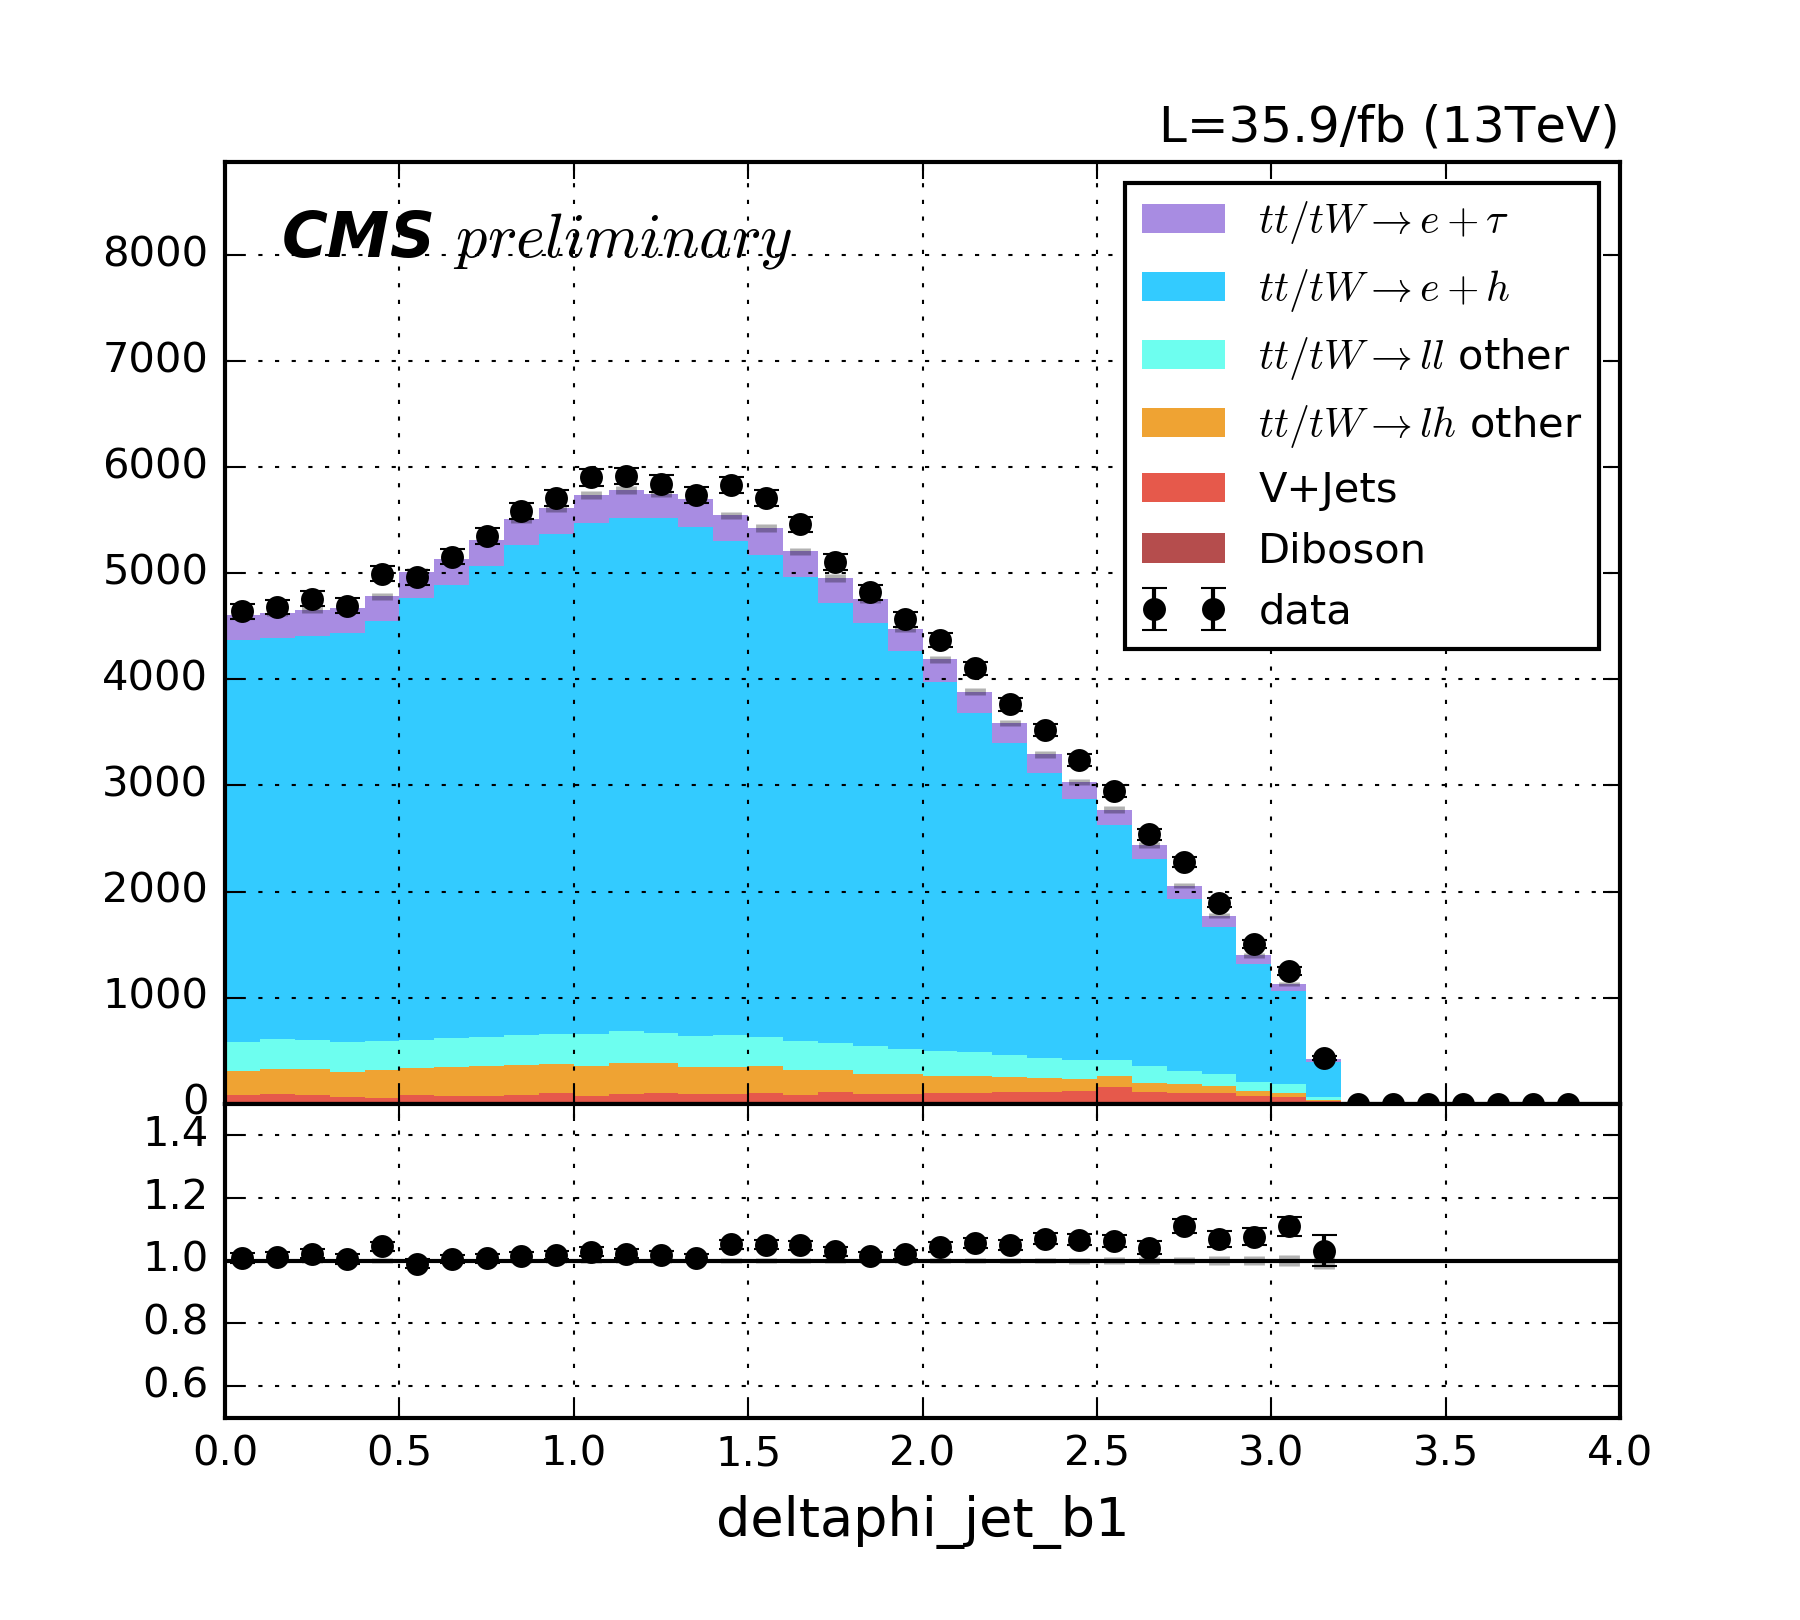 L=35.9/fb (13TeV)
CMS preliminary
tt/tW→e+τ
tt/tW→e+h
tt/tW→ll other
tt/tW→lh other
V+Jets
Diboson
data
8000
7000
6000
5000
4000
3000
2000
1000
0
1.4
1.2
1.0
0.8
0.6
0.0 0.5 1.0 1.5 2.0 2.5 3.0 3.5 4.0
deltaphi_jet_b1